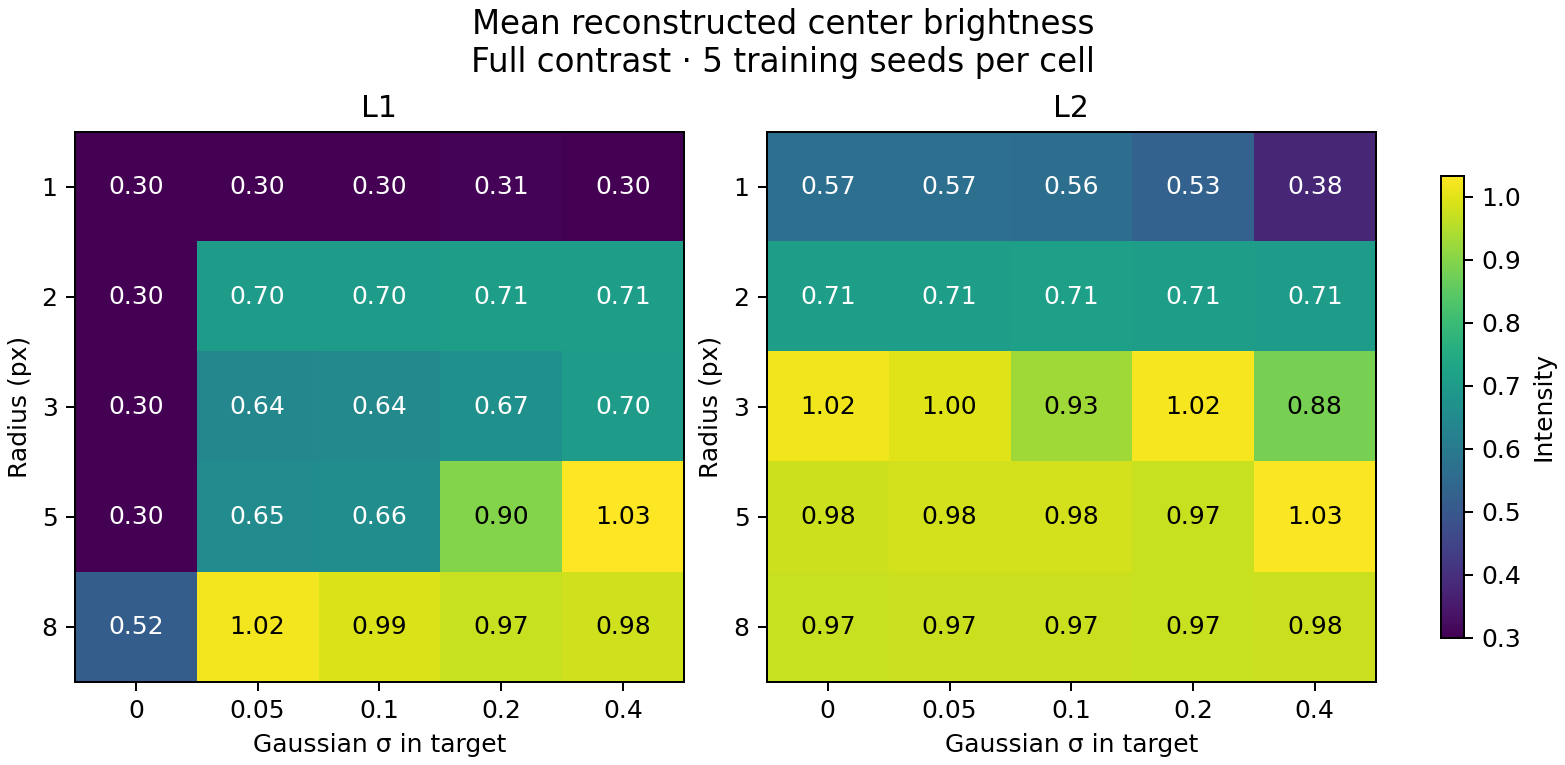 Mean reconstructed center brightness
Full contrast · 5 training seeds per cell
L1
Radius (px)
1 0.30 0.30 0.30 0.31 0.30
2 0.30 0.70 0.70 0.71 0.71
3 0.30 0.64 0.64 0.67 0.70
5 0.30 0.65 0.66 0.90 1.03
8 0.52 1.02 0.99 0.97 0.98
0 0.05 0.1 0.2 0.4
Gaussian σ in target
L2
Radius (px)
1 0.57 0.57 0.56 0.53 0.38
2 0.71 0.71 0.71 0.71 0.71
3 1.02 1.00 0.93 1.02 0.88
5 0.98 0.98 0.98 0.97 1.03
8 0.97 0.97 0.97 0.97 0.98
0 0.05 0.1 0.2 0.4
Gaussian σ in target
1.0
0.9
0.8
0.7
0.6
0.5
0.4
0.3
Intensity